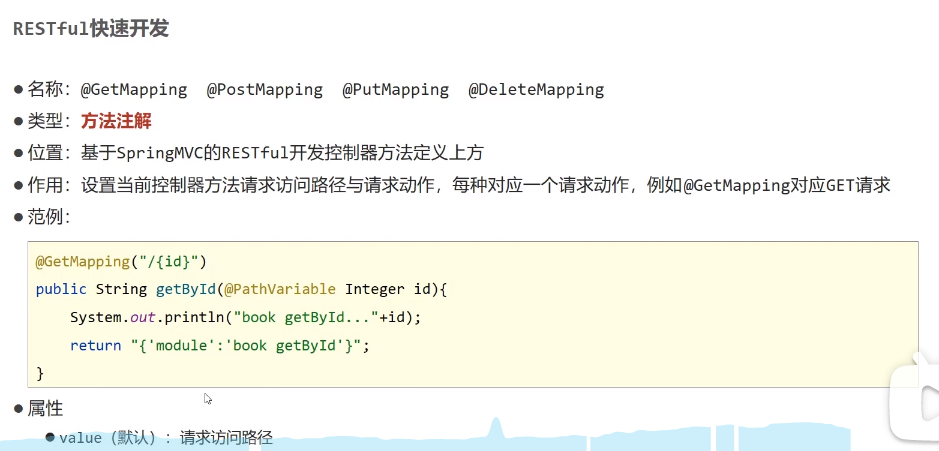 RESTful快速开发
● 名称：@GetMapping @PostMapping @PutMapping @DeleteMapping
● 类型：方法注解
● 位置：基于SpringMVC的RESTful开发控制器方法定义上方
● 作用：设置当前控制器方法请求访问路径与请求动作，每种对应一个请求动作，例如@GetMapping对应GET请求
● 范例：
@GetMapping("/{id}")
public String getById(@PathVariable Integer id){
    System.out.println("book getById..."+id);
    return "{'module':'book getById'}";
}
● 属性
● value（默认）：请求访问路径